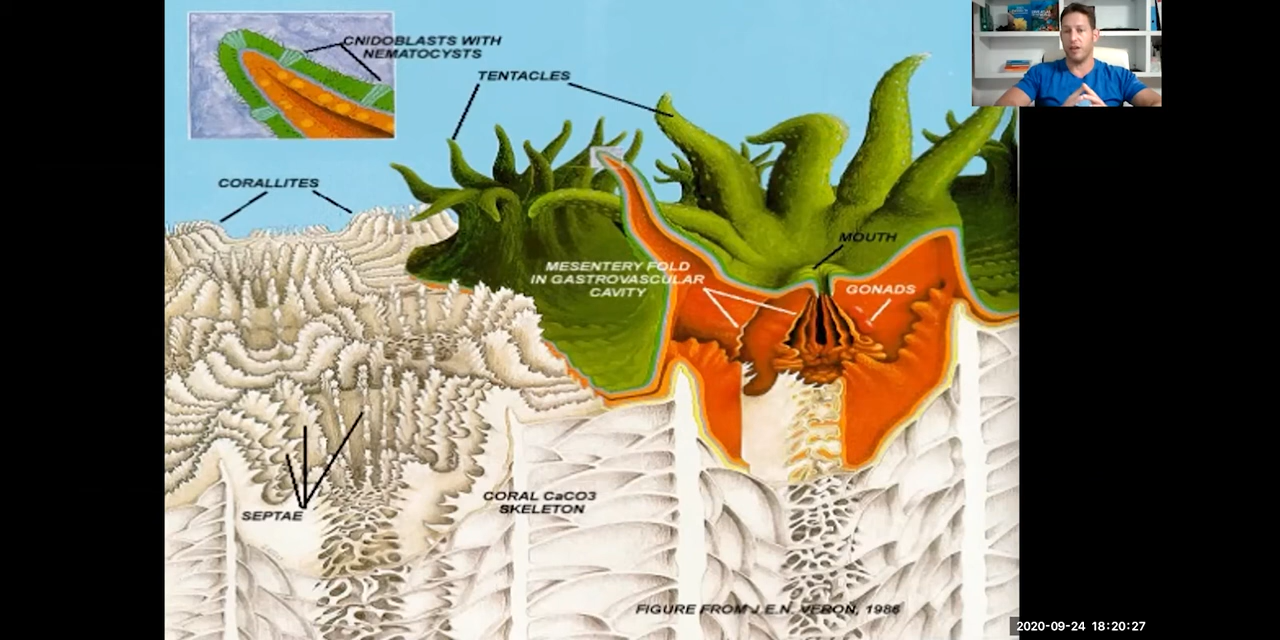 CNIDOBLASTS WITH
NEMATOCYSTS
TENTACLES
CORALLITES
MOUTH
MESENTERY FOLD
IN GASTROVASCULAR
CAVITY
GONADS
CORAL CaCO3
SKELETON
SEPTAE
FIGURE FROM J.E.N. VERON, 1986
2020-09-24 18:20:27